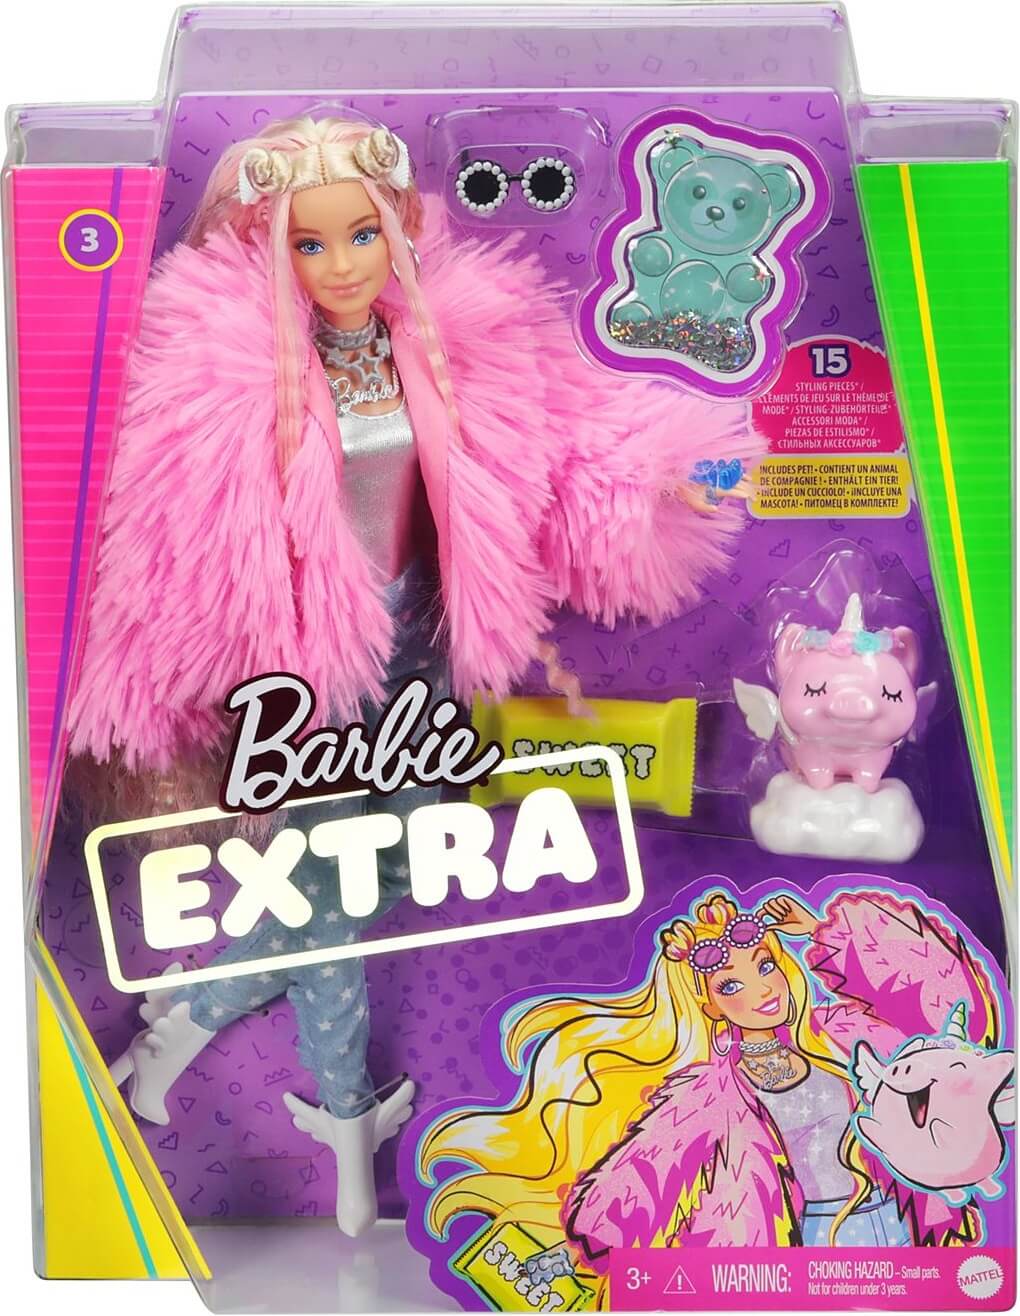 3
Barbie
15
STYLING PIECES* /
ÉLÉMENTS DE JEU SUR LE THÈME DE
MODE* / STYLING-ZUBEHÖRTEILE*
ACCESSORI MODA* /
PIEZAS DE ESTILISMO* /
СТИЛЬНЫХ АКСЕССУАРОВ*
INCLUDES PET! • CONTIENT UN ANIMAL
DE COMPAGNIE ! • ENTHÄLT EIN TIER!
• INCLUDE UN CUCCIOLO! • ¡INCLUYE UNA
MASCOTA! • ПИТОМЕЦ В КОМПЛЕКТЕ!
SWEET
Barbie
EXTRA
Barbie
SWEET
3+
WARNING:
CHOKING HAZARD – Small parts.
Not for children under 3 years.
MATTEL